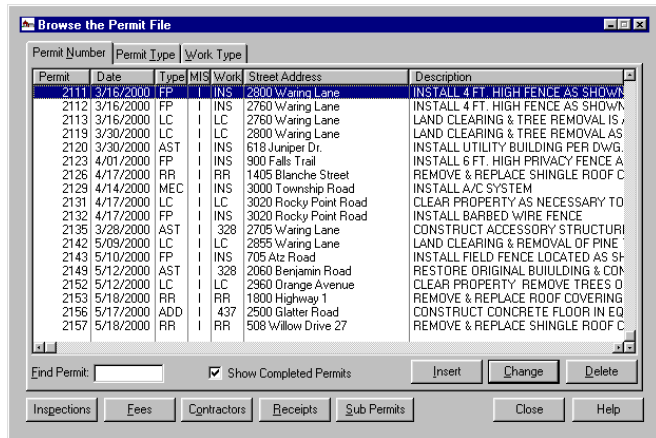 Browse the Permit File
Permit Number Permit Type Work Type
Permit Date Type MIS Work Street Address Description
2111 3/16/2000 FP I INS 2800 Waring Lane INSTALL 4 FT. HIGH FENCE AS SHOWN
2112 3/16/2000 FP I INS 2760 Waring Lane INSTALL 4 FT. HIGH FENCE AS SHOWN
2113 3/16/2000 LC I LC 2760 Waring Lane LAND CLEARING & TREE REMOVAL IS
2119 3/30/2000 LC I LC 2800 Waring Lane LAND CLEARING & TREE REMOVAL AS
2120 3/30/2000 AST I INS 618 Juniper Dr. INSTALL UTILITY BUILDING PER DWG.
2123 4/01/2000 FP I INS 900 Falls Trail INSTALL 6 FT. HIGH PRIVACY FENCE A
2126 4/17/2000 RR I RR 1405 Blanche Street REMOVE & REPLACE SHINGLE ROOF C
2129 4/14/2000 MEC I INS 3000 Township Road INSTALL A/C SYSTEM
2131 4/17/2000 LC I LC 3020 Rocky Point Road CLEAR PROPERTY AS NECESSARY TO
2132 4/17/2000 FP I INS 3020 Rocky Point Road INSTALL BARBED WIRE FENCE
2135 3/28/2000 AST I 328 2705 Waring Lane CONSTRUCT ACCESSORY STRUCTURE
2142 5/09/2000 LC I LC 2855 Waring Lane LAND CLEARING & REMOVAL OF PINE
2143 5/10/2000 FP I INS 705 Atz Road INSTALL FIELD FENCE LOCATED AS SH
2149 5/12/2000 AST I 328 2060 Benjamin Road RESTORE ORIGINAL BUIULDING & CON
2152 5/12/2000 LC I LC 2960 Orange Avenue CLEAR PROPERTY REMOVE TREES O
2153 5/18/2000 RR I RR 1800 Highway 1 REMOVE & REPLACE ROOF COVERING
2156 5/17/2000 ADD I 437 2500 Glatter Road CONSTRUCT CONCRETE FLOOR IN EQ
2157 5/18/2000 RR I RR 508 Willow Drive 27 REMOVE & REPLACE SHINGLE ROOF C
Find Permit: Show Completed Permits Insert Change Delete
Inspections Fees Contractors Receipts Sub Permits Close Help